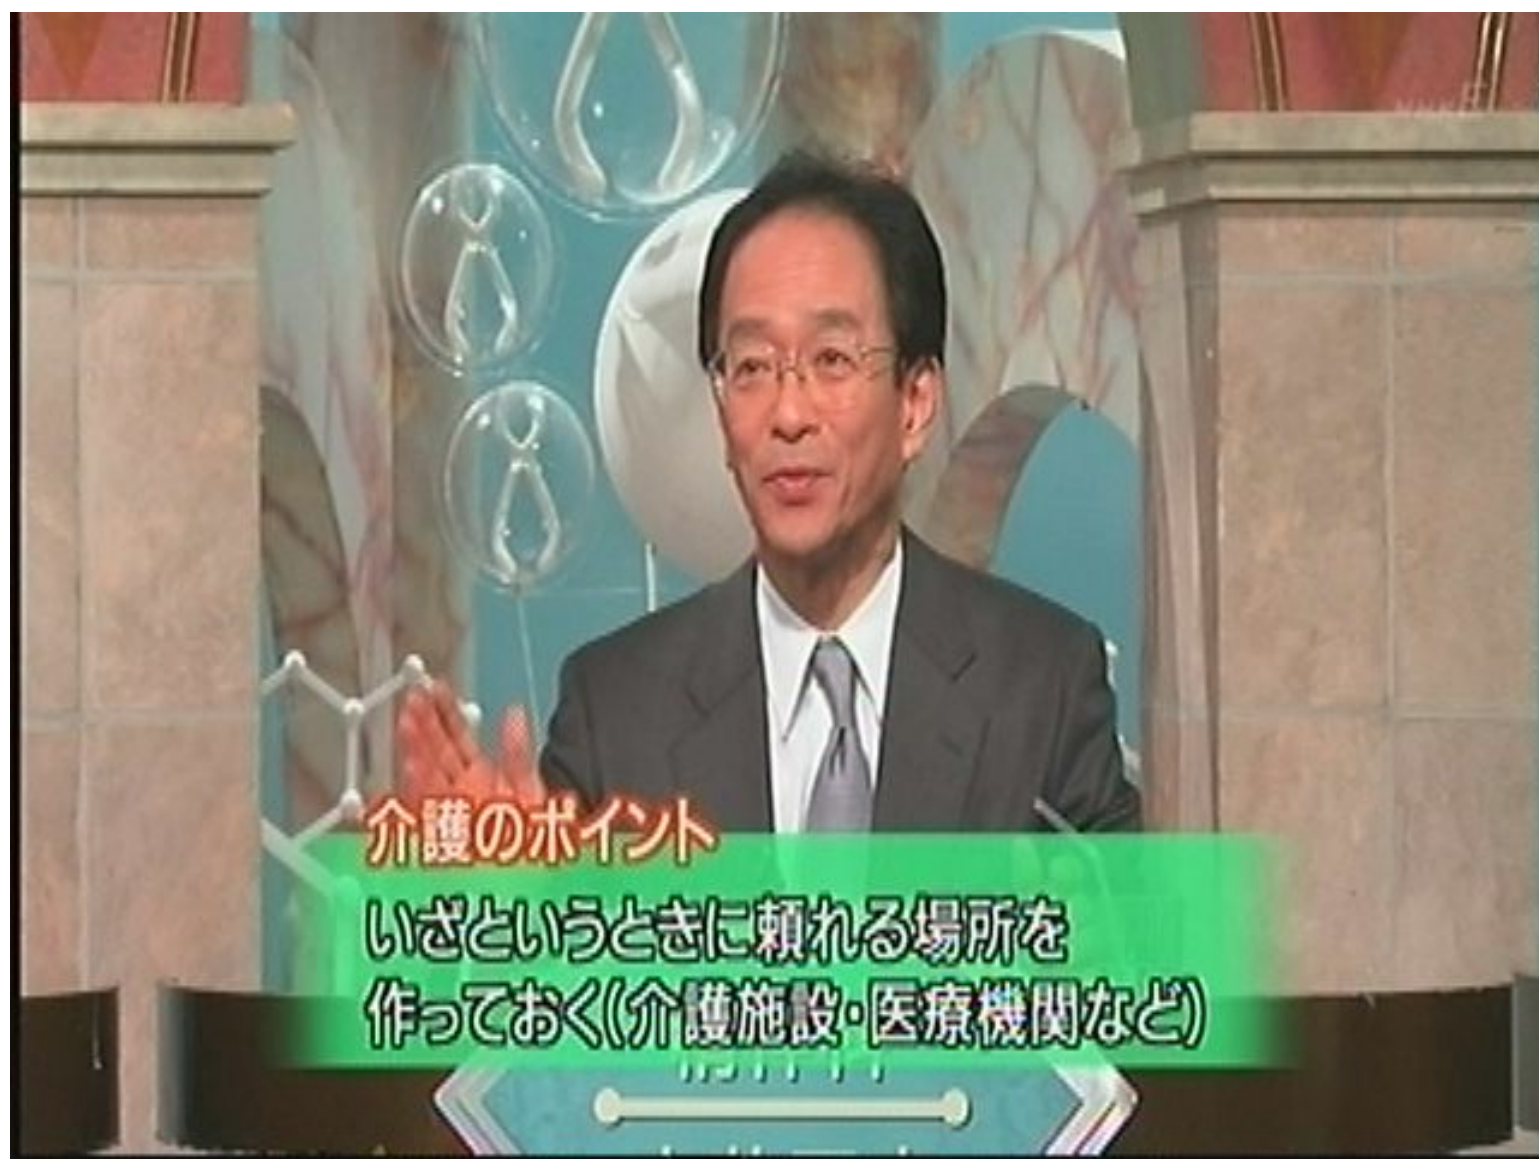 介護のポイント
いざというときに頼れる場所を
作っておく(介護施設・医療機関など)